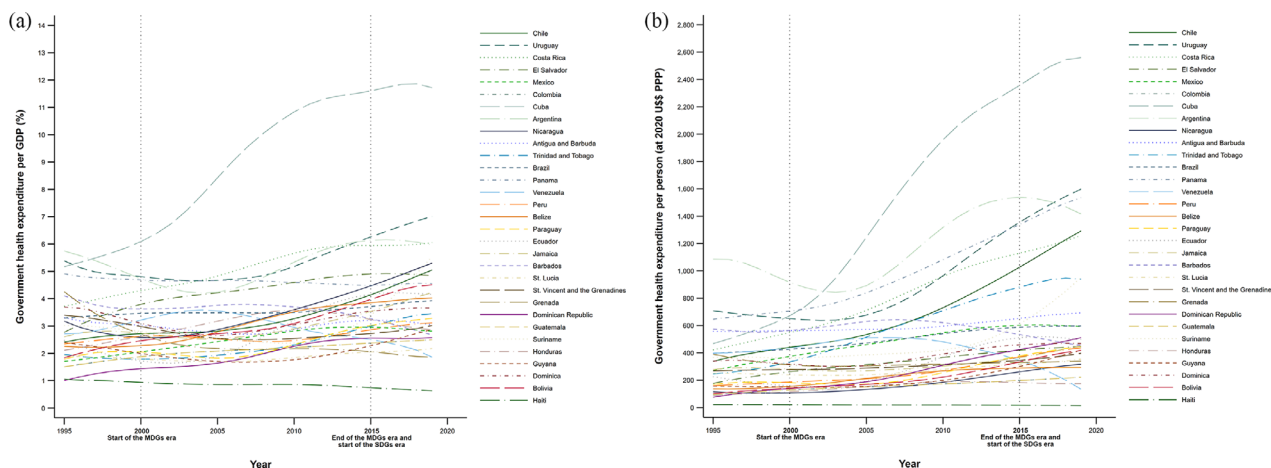 (a)
Government health expenditure per GDP (%)
14
13
12
11
10
9
8
7
6
5
4
3
2
1
0
1995
2000
2005
2010
2015
2020
Start of the MDGs era
End of the MDGs era and
start of the SDGs era
Year
Chile
Uruguay
Costa Rica
El Salvador
Mexico
Colombia
Cuba
Argentina
Nicaragua
Antigua and Barbuda
Trinidad and Tobago
Brazil
Panama
Venezuela
Peru
Belize
Paraguay
Ecuador
Jamaica
Barbados
St. Lucia
St. Vincent and the Grenadines
Grenada
Dominican Republic
Guatemala
Suriname
Honduras
Guyana
Dominica
Bolivia
Haiti
(b)
Government health expenditure per person (at 2020 U$$ PPP)
2,800
2,600
2,400
2,200
2,000
1,800
1,600
1,400
1,200
1,000
800
600
400
200
0
1995
2000
2005
2010
2015
2020
Start of the MDGs era
End of the MDGs era and
start of the SDGs era
Year
Chile
Uruguay
Costa Rica
El Salvador
Mexico
Colombia
Cuba
Argentina
Nicaragua
Antigua and Barbuda
Trinidad and Tobago
Brazil
Panama
Venezuela
Peru
Belize
Paraguay
Ecuador
Jamaica
Barbados
St. Lucia
St. Vincent and the Grenadines
Grenada
Dominican Republic
Guatemala
Suriname
Honduras
Guyana
Dominica
Bolivia
Haiti